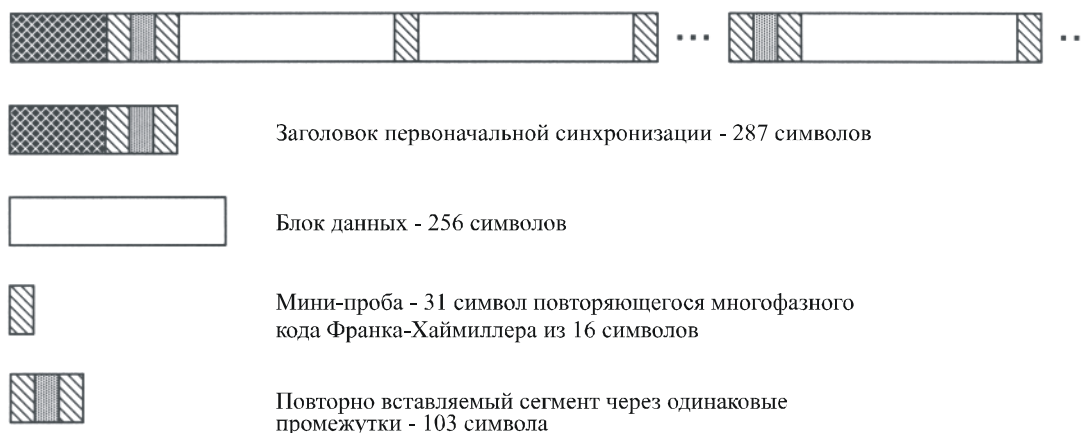 Заголовок первоначальной синхронизации - 287 символов
Блок данных - 256 символов
Мини-проба - 31 символ повторяющегося многофазного
кода Франка-Хаймиллера из 16 символов
Повторно вставляемый сегмент через одинаковые
промежутки - 103 символа